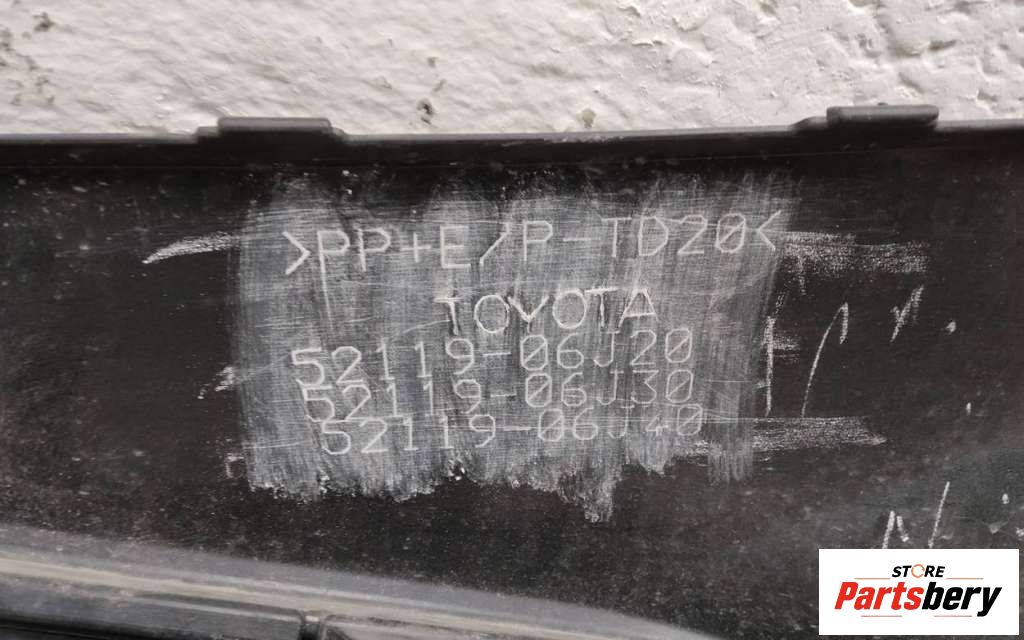 >PP+E/P-TD20<
TOYOTA
52119-06J20
52119-06J30
52119-06J40
STORE
Partsbery